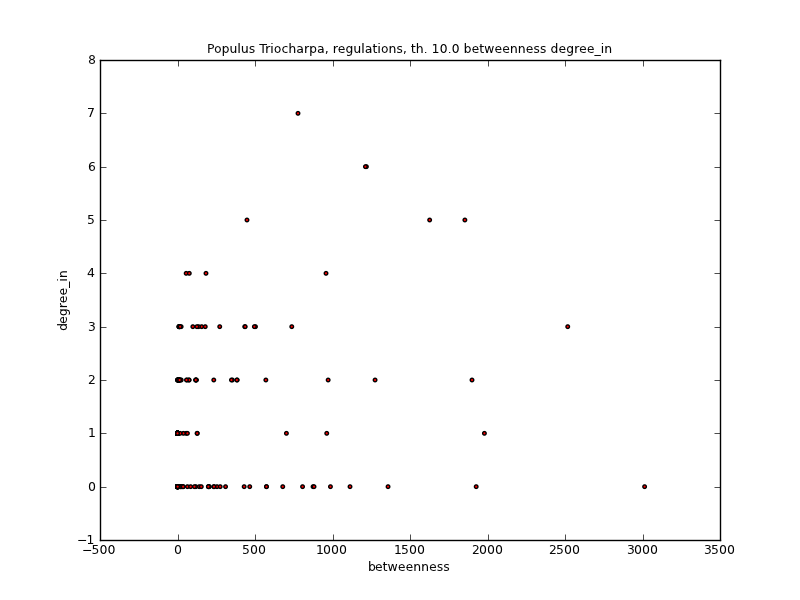 Populus Triocharpa, regulations, th. 10.0 betweenness degree_in
8
7
6
5
4
3
2
1
0
−1
degree_in
−500 0 500 1000 1500 2000 2500 3000 3500
betweenness